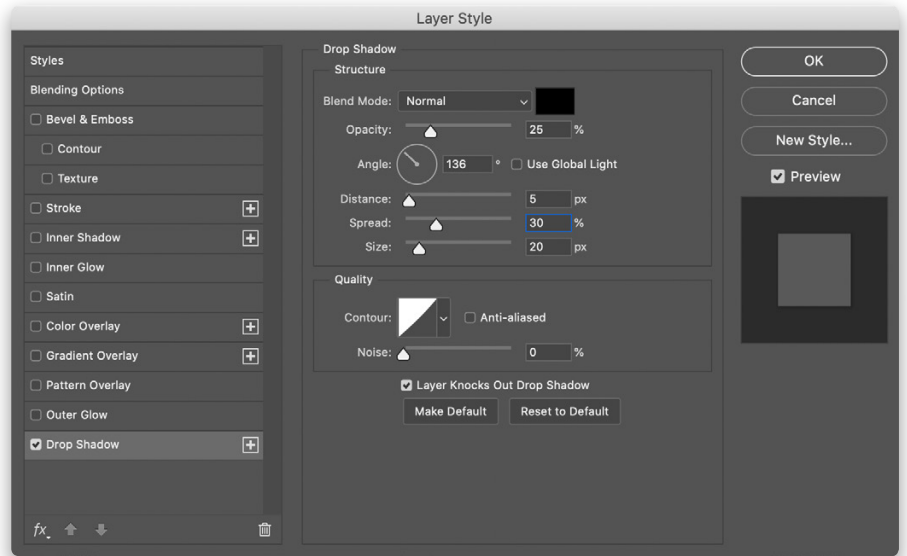 Layer Style
Styles
Blending Options
Bevel & Emboss
Contour
Texture
Stroke
Inner Shadow
Inner Glow
Satin
Color Overlay
Gradient Overlay
Pattern Overlay
Outer Glow
Drop Shadow
fx
Drop Shadow
Structure
Blend Mode: Normal
Opacity: 25 %
Angle: 136 ° Use Global Light
Distance: 5 px
Spread: 30 %
Size: 20 px
Quality
Contour: Anti-aliased
Noise: 0 %
Layer Knocks Out Drop Shadow
Make Default Reset to Default
OK
Cancel
New Style...
Preview